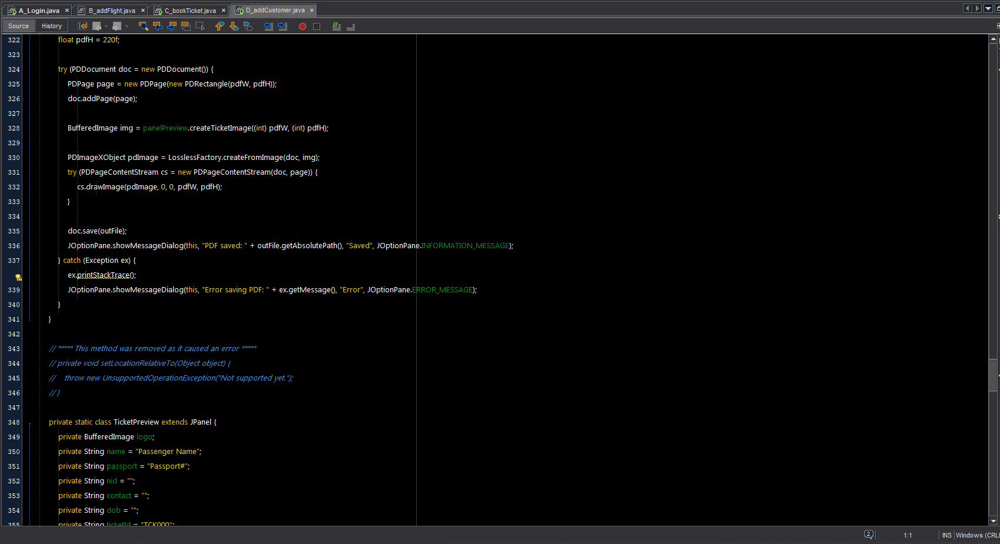 A_Login.java × B_addFlight.java × C_bookTicket.java × D_addCustomer.java ×
Source History
322 float pdfH = 220f;
323
324 try (PDDocument doc = new PDDocument()) {
325 PDPage page = new PDPage(new PDRectangle(pdfW, pdfH));
326 doc.addPage(page);
327
328 BufferedImage img = panelPreview.createTicketImage((int) pdfW, (int) pdfH);
329
330 PDImageXObject pdImage = LosslessFactory.createFromImage(doc, img);
331 try (PDPageContentStream cs = new PDPageContentStream(doc, page)) {
332 cs.drawImage(pdImage, 0, 0, pdfW, pdfH);
333 }
334
335 doc.save(outFile);
336 JOptionPane.showMessageDialog(this, "PDF saved: " + outFile.getAbsolutePath(), "Saved", JOptionPane.INFORMATION_MESSAGE);
337 } catch (Exception ex) {
ex.printStackTrace();
339 JOptionPane.showMessageDialog(this, "Error saving PDF: " + ex.getMessage(), "Error", JOptionPane.ERROR_MESSAGE);
340 }
341 }
342
343 // ***** This method was removed as it caused an error *****
344 // private void setLocationRelativeTo(Object object) {
345 // throw new UnsupportedOperationException("Not supported yet.");
346 // }
347
348 private static class TicketPreview extends JPanel {
349 private BufferedImage logo;
350 private String name = "Passenger Name";
351 private String passport = "Passport#";
352 private String nid = "";
353 private String contact = "";
354 private String dob = "";
355 private String ticketId = "TCK000";
2 1:1 INS Windows (CRL